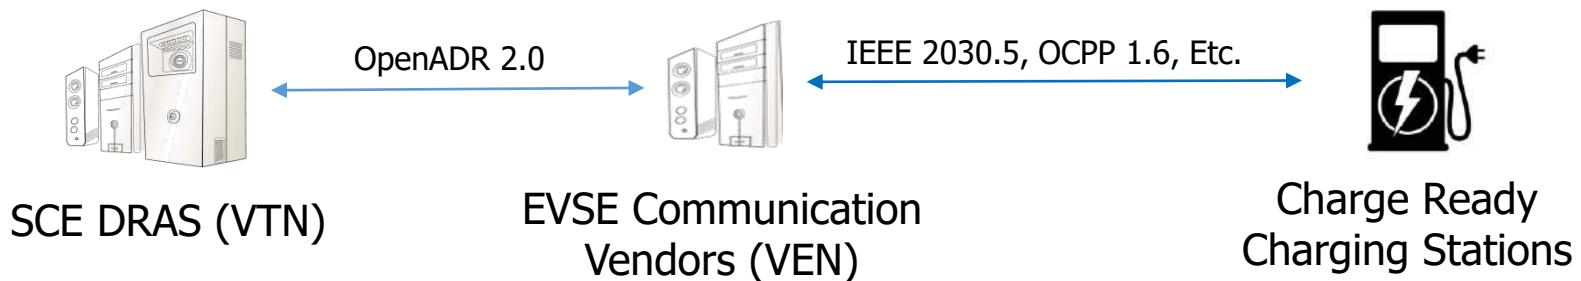 OpenADR 2.0
IEEE 2030.5, OCPP 1.6, Etc.
SCE DRAS (VTN)
EVSE Communication
Vendors (VEN)
Charge Ready
Charging Stations